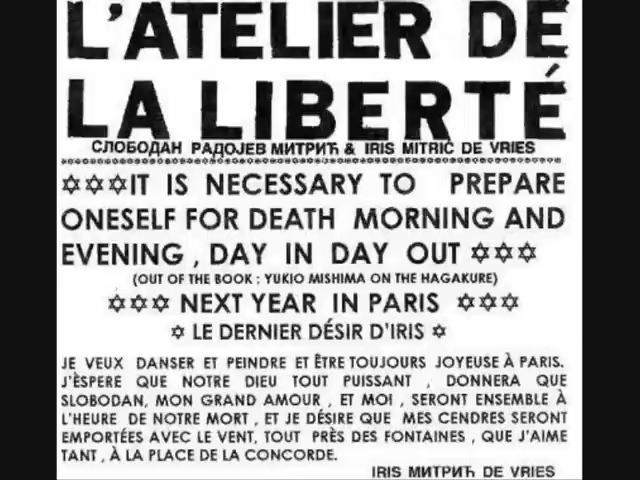 L'ATELIER DE
LA LIBERTÉ
СЛОБОДАН РАДОЈЕВ МИТРИЋ & IRIS MITRIĆ DE VRIES
✡✡✡IT IS NECESSARY TO PREPARE
ONESELF FOR DEATH MORNING AND
EVENING , DAY IN DAY OUT ✡✡✡
(OUT OF THE BOOK : YUKIO MISHIMA ON THE HAGAKURE)
✡✡✡ NEXT YEAR IN PARIS ✡✡✡
✡ LE DERNIER DÉSIR D'IRIS ✡
JE VEUX DANSER ET PEINDRE ET ÊTRE TOUJOURS JOYEUSE À PARIS.
J'ÈSPERE QUE NOTRE DIEU TOUT PUISSANT , DONNERA QUE
SLOBODAN, MON GRAND AMOUR , ET MOI , SERONT ENSEMBLE À
L'HEURE DE NOTRE MORT , ET JE DÉSIRE QUE MES CENDRES SERONT
EMPORTÉES AVEC LE VENT, TOUT PRÈS DES FONTAINES , QUE J'AIME
TANT , À LA PLACE DE LA CONCORDE.
IRIS МИТРИЋ DE VRIES